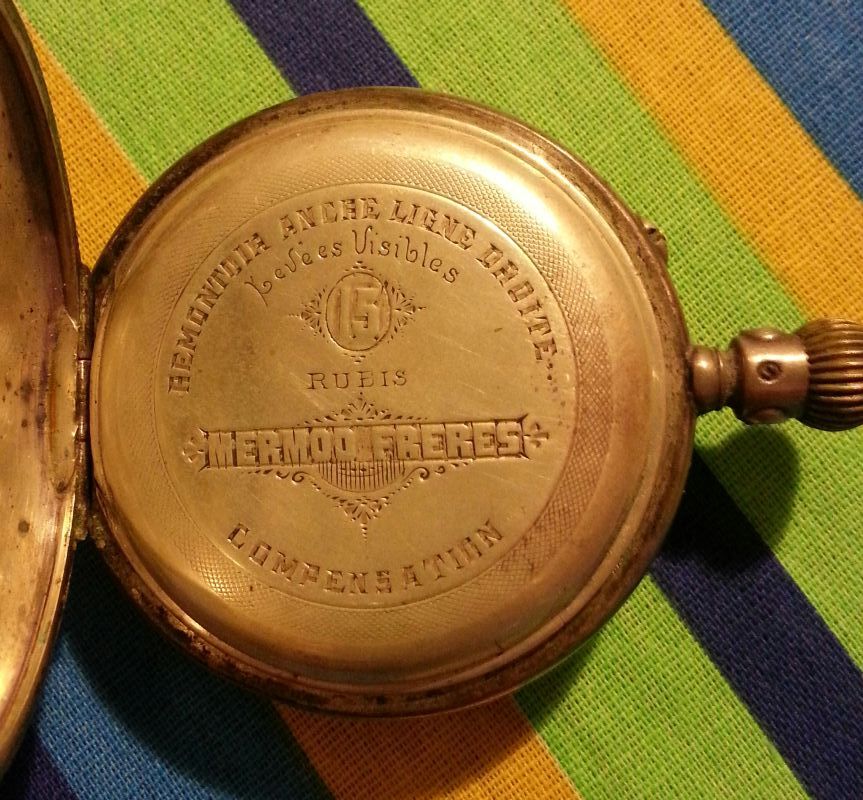 REMONTOIR ANCRE LIGNE DROITE
Levées Visibles
15
RUBIS
MERMOD FRERES
COMPENSATION